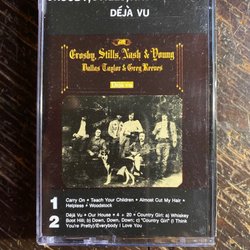 DÉJÀ VU
Crosby, Stills, Nash & Young
Dallas Taylor & Greg Reeves
Déjà Vu
1
Carry On • Teach Your Children • Almost Cut My Hair •
Helpless • Woodstock
2
Déjà Vu • Our House • 4 + 20 • Country Girl: a) Whiskey
Boot Hill; b) Down, Down, Down; c) "Country Girl" (I Think
You're Pretty)/Everybody I Love You